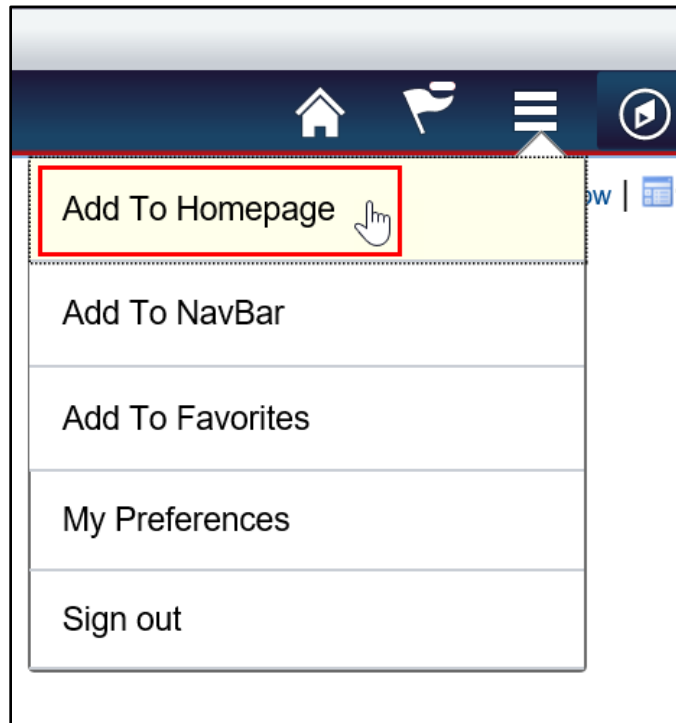 Add To Homepage
Add To NavBar
Add To Favorites
My Preferences
Sign out